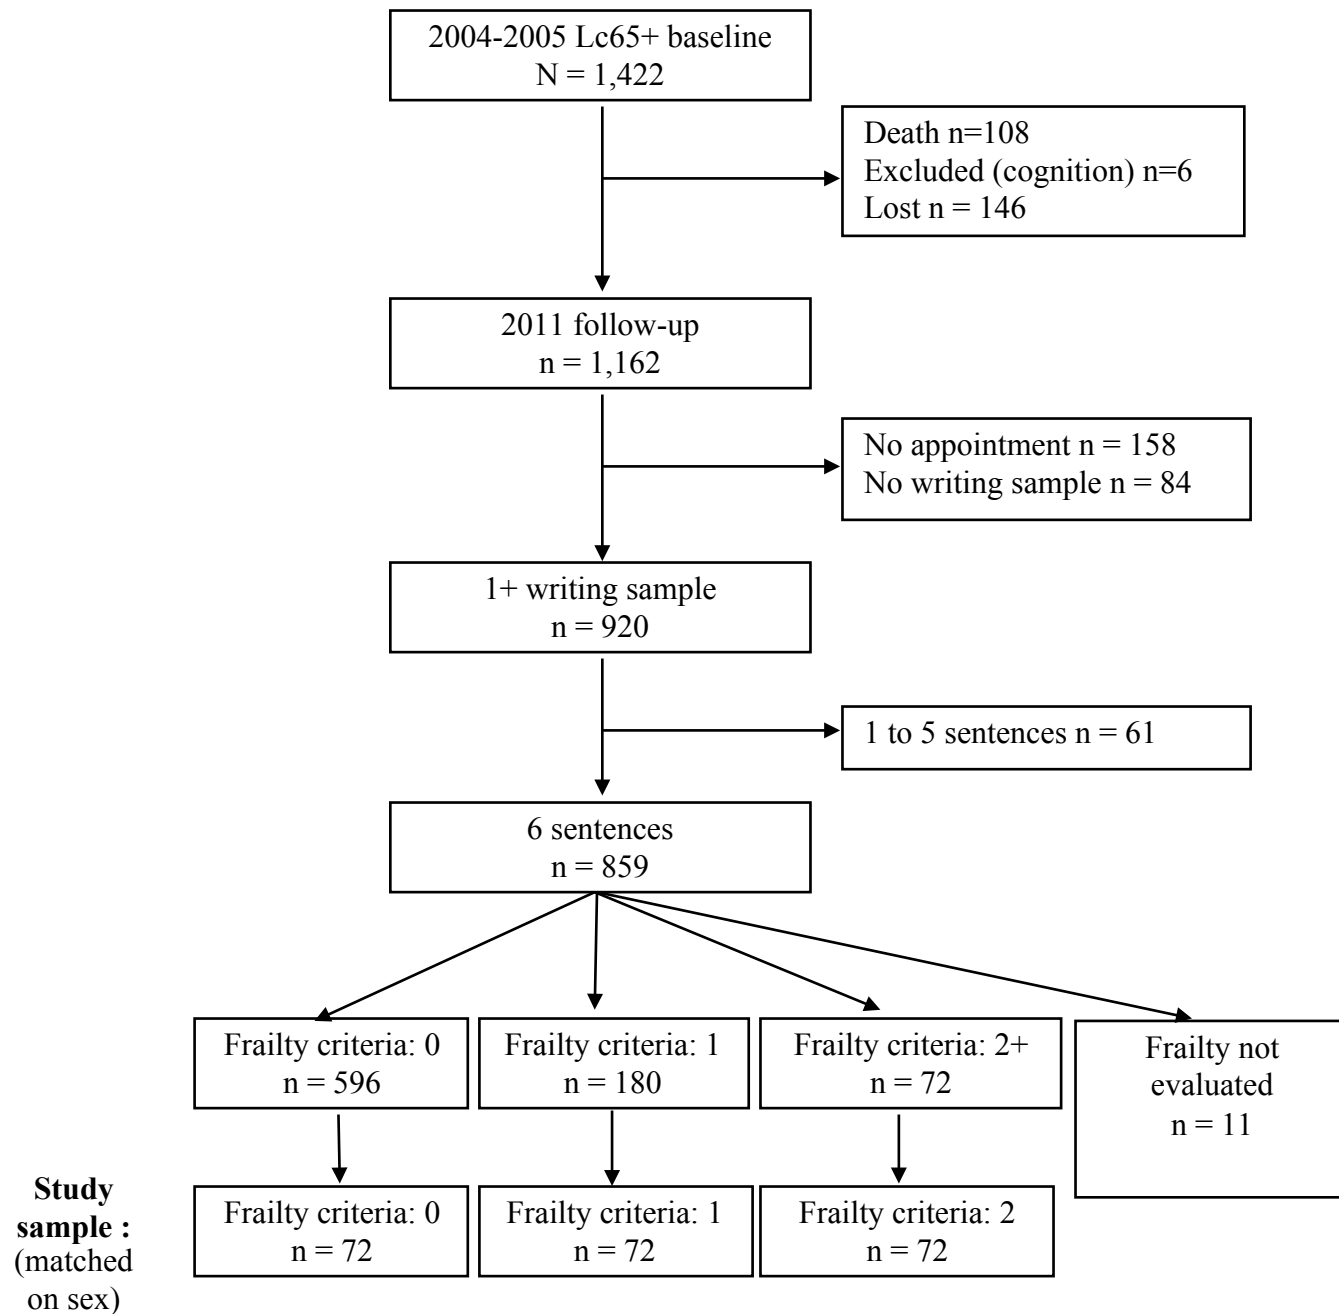 2004-2005 Lc65+ baseline
N = 1,422
Death n=108
Excluded (cognition) n=6
Lost n = 146
2011 follow-up
n = 1,162
No appointment n = 158
No writing sample n = 84
1+ writing sample
n = 920
1 to 5 sentences n = 61
6 sentences
n = 859
Frailty criteria: 0
n = 596
Frailty criteria: 1
n = 180
Frailty criteria: 2+
n = 72
Frailty not
evaluated
n = 11
Study
sample :
(matched
on sex)
Frailty criteria: 0
n = 72
Frailty criteria: 1
n = 72
Frailty criteria: 2
n = 72